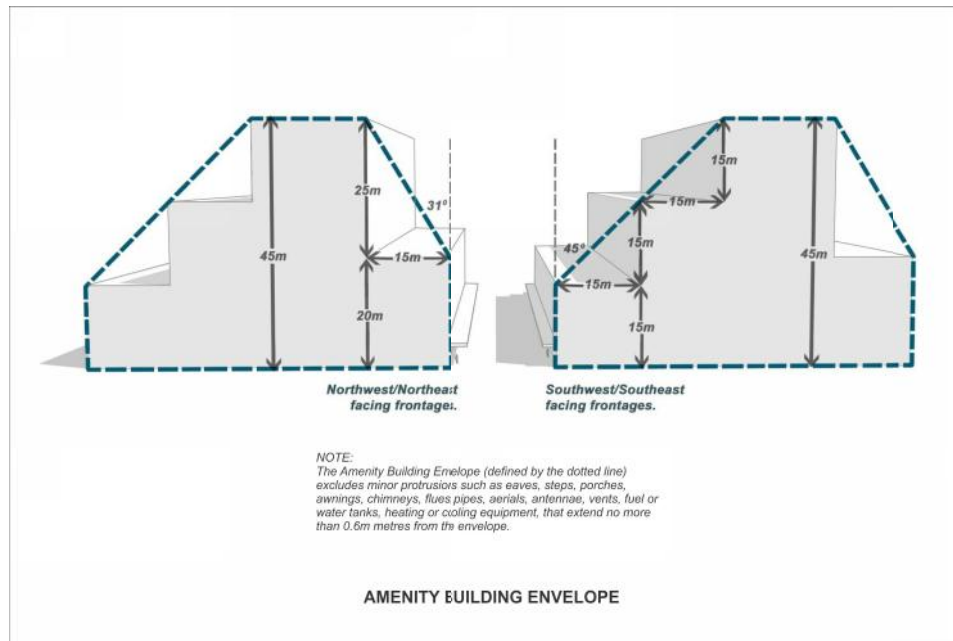 15m
25m
31º
15m
45m
15m
15m
20m
45º
15m
15m
45m
Northwest/Northeast
facing frontages.
Southwest/Southeast
facing frontages.
NOTE:
The Amenity Building Envelope (defined by the dotted line)
excludes minor protrusions such as eaves, steps, porches,
awnings, chimneys, flues pipes, aerials, antennae, vents, fuel or
water tanks, heating or cooling equipment, that extend no more
than 0.6m metres from the envelope.
AMENITY BUILDING ENVELOPE